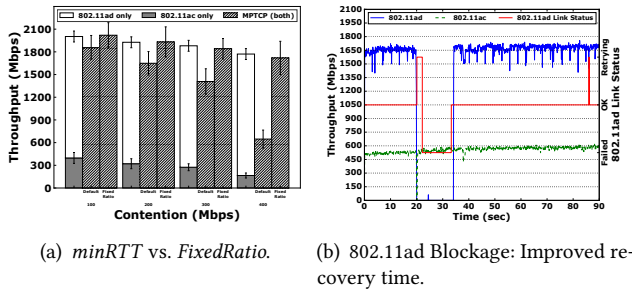 802.11ad only 802.11ac only MPTCP (both)
Throughput (Mbps)
2100
1800
1500
1200
900
600
300
0
Default Fixed Ratio Default Fixed Ratio Default Fixed Ratio Default Fixed Ratio
100 200 300 400
Contention (Mbps)
(a) minRTT vs. FixedRatio.
802.11ad 802.11ac 802.11ad Link Status
Throughput (Mbps)
2100
1950
1800
1650
1500
1350
1200
1050
900
750
600
450
300
150
0
0 10 20 30 40 50 60 70 80 90
Time (sec)
Failed OK Retrying
802.11ad Link Status
(b) 802.11ad Blockage: Improved re-
covery time.